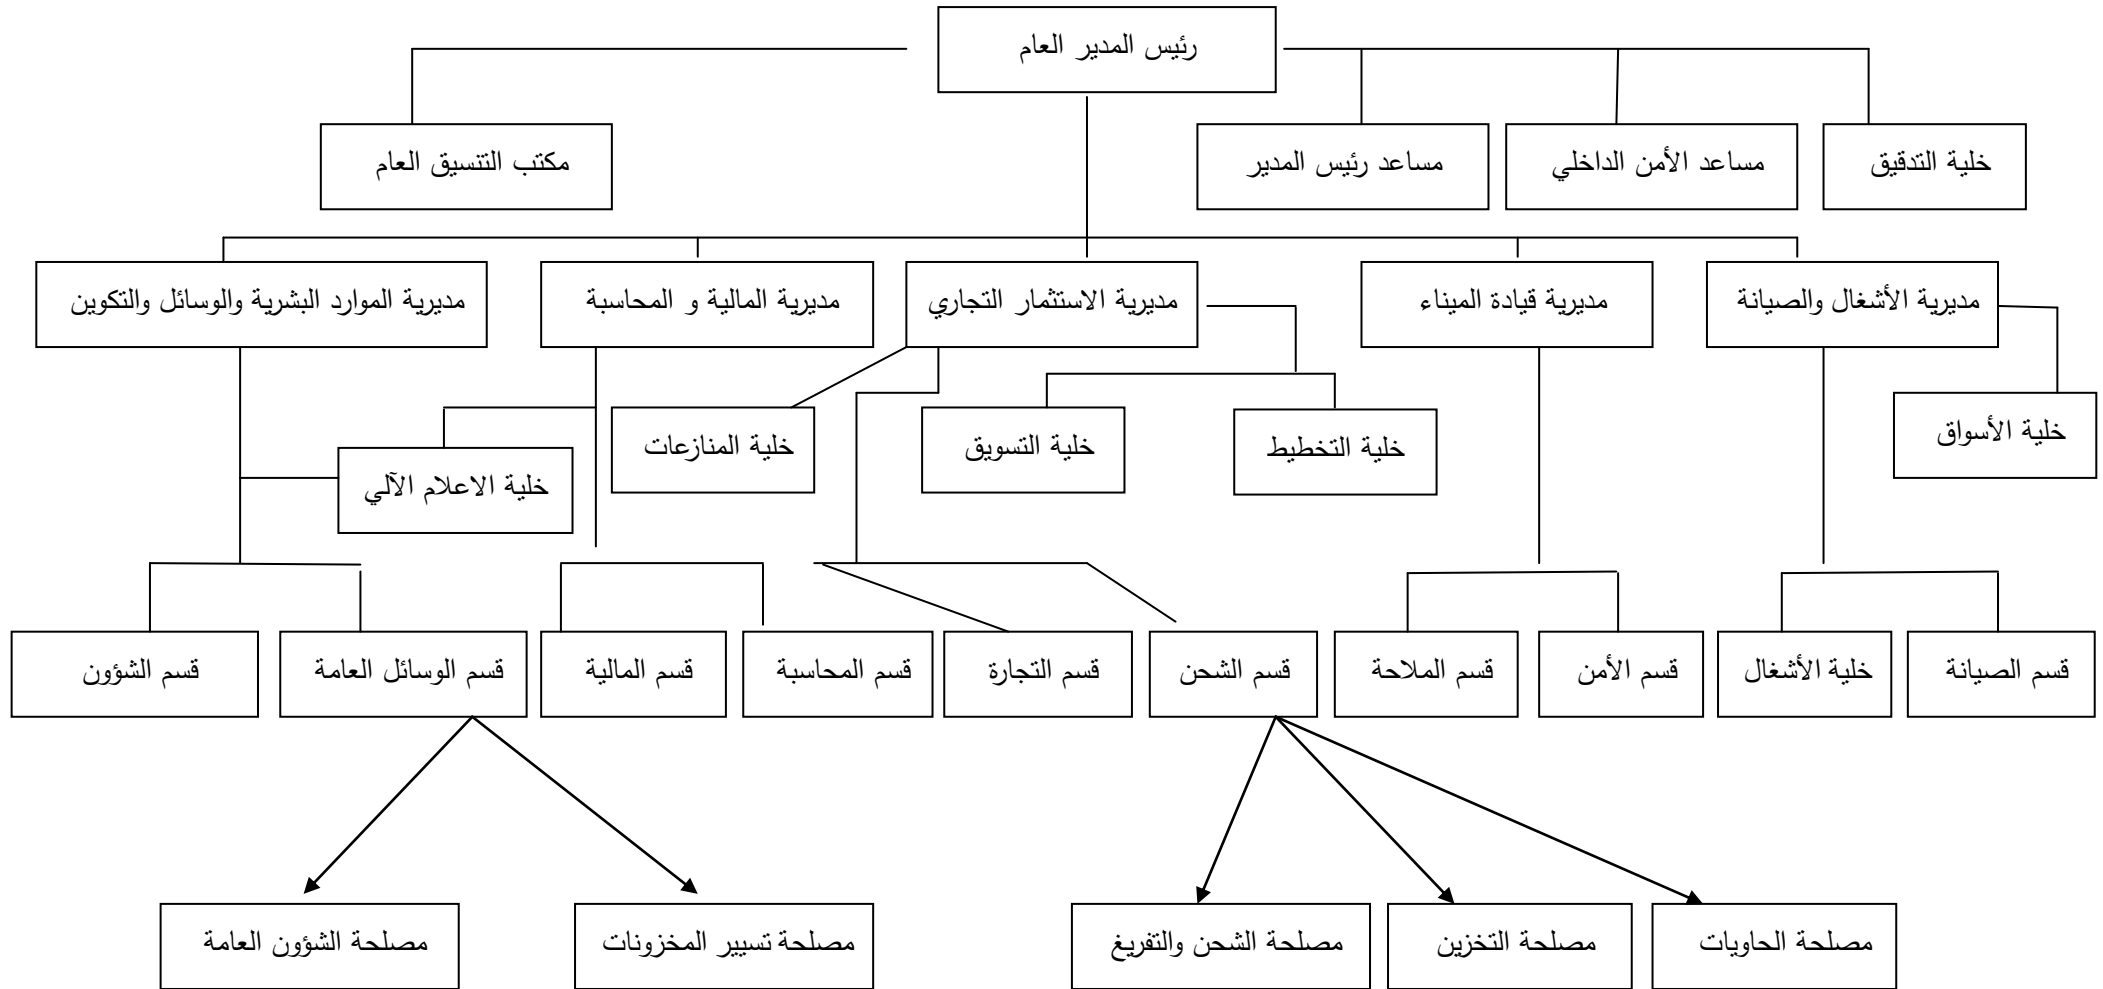 رئيس المدير العام
خلية التدقيق
مساعد الأمن الداخلي
مساعد رئيس المدير
مكتب التنسيق العام
مديرية الأشغال والصيانة
مديرية قيادة الميناء
مديرية الاستثمار التجاري
مديرية المالية و المحاسبة
مديرية الموارد البشرية والوسائل والتكوين
خلية الأسواق
خلية التخطيط
خلية التسويق
خلية المنازعات
خلية الاعلام الآلي
قسم الصيانة
خلية الأشغال
قسم الأمن
قسم الملاحة
قسم الشحن
قسم التجارة
قسم المحاسبة
قسم المالية
قسم الوسائل العامة
قسم الشؤون
مصلحة الحاويات
مصلحة التخزين
مصلحة الشحن والتفريغ
مصلحة تسيير المخزونات
مصلحة الشؤون العامة